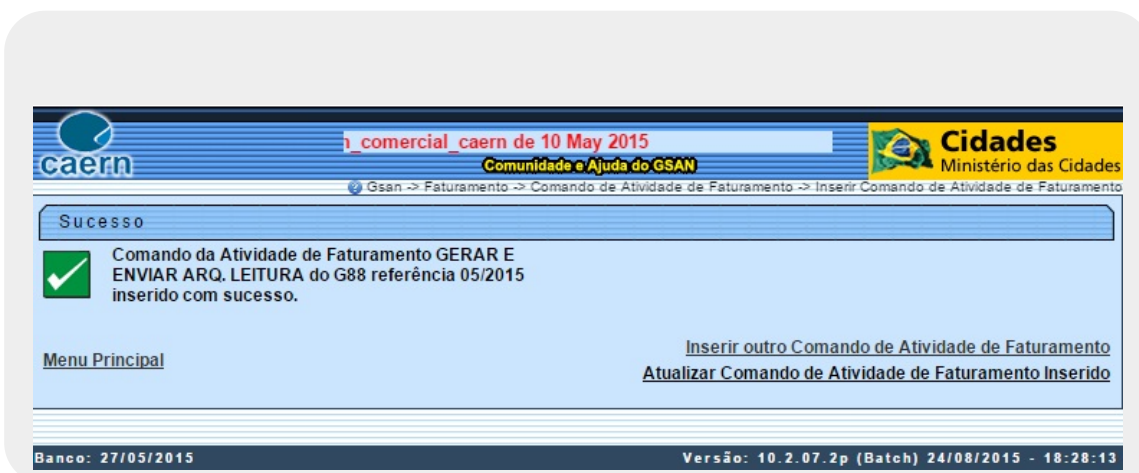 caern
_comercial_caern de 10 May 2015
Comunidade e Ajuda do GSAN
Cidades
Ministério das Cidades
Gsan -> Faturamento -> Comando de Atividade de Faturamento -> Inserir Comando de Atividade de Faturamento
Sucesso
Comando da Atividade de Faturamento GERAR E
ENVIAR ARQ. LEITURA do G88 referência 05/2015
inserido com sucesso.
Menu Principal
Inserir outro Comando de Atividade de Faturamento
Atualizar Comando de Atividade de Faturamento Inserido
Banco: 27/05/2015
Versão: 10.2.07.2p (Batch) 24/08/2015 - 18:28:13